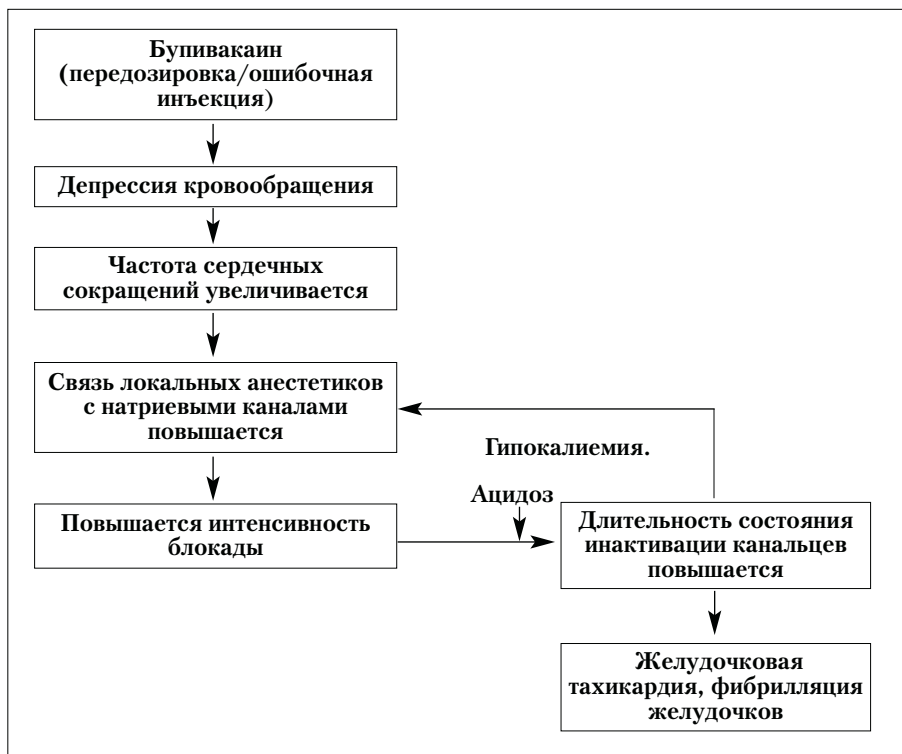 Бупивакаин
(передозировка/ошибочная
инъекция)
Депрессия кровообращения
Частота сердечных
сокращений увеличивается
Связь локальных анестетиков
с натриевыми каналами
повышается
Гипокалиемия.
Ацидоз
Повышается интенсивность
блокады
Длительность состояния
инактивации канальцев
повышается
Желудочковая
тахикардия, фибрилляция
желудочков